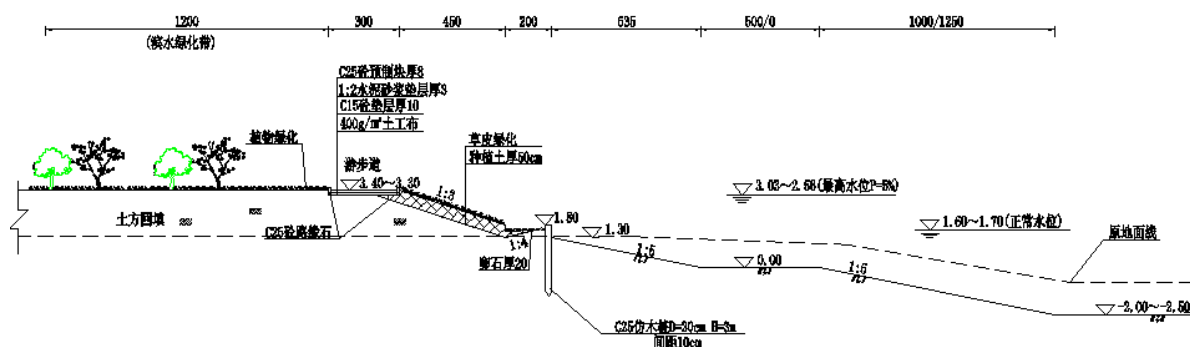 1200
300
450
200
635
500/0
1000/1250
(滨水绿化带)
C25砼预制块厚8
1:2水泥砂浆垫层厚3
C15砼垫层厚10
400g/m²土工布
植物绿化
游步道
草皮绿化
种植土厚50cm
3.40～3.30
1:3
3.03～2.58(最高水位P=5%)
土方回填
1.80
1.60～1.70(正常水位)
C25砼路缘石
1:4
1.30
原地面线
卵石厚20
1:5
0.00
1:5
-2.00～-2.50
C25仿木桩D=30cm H=3m
间距10cm